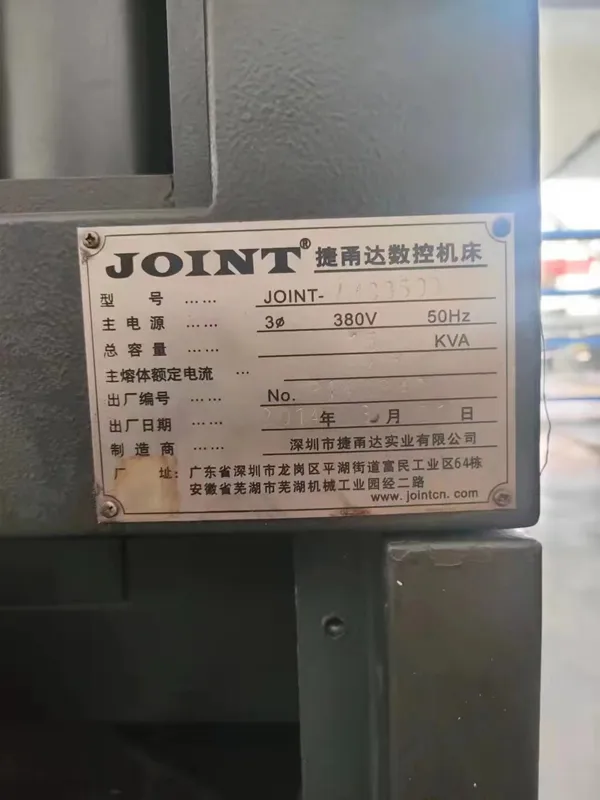 JOINT® 捷甬达数控机床
型 号 …… JOINT-
主电源 …… 3ø 380V 50Hz
总容量 …… KVA
主熔体额定电流 …
出厂编号 …… No.
出厂日期 …… 2014年 月 日
制造商 …… 深圳市捷甬达实业有限公司
厂 址: 广东省深圳市龙岗区平湖街道富民工业区64栋
安徽省芜湖市芜湖机械工业园经二路
www.jointcn.com